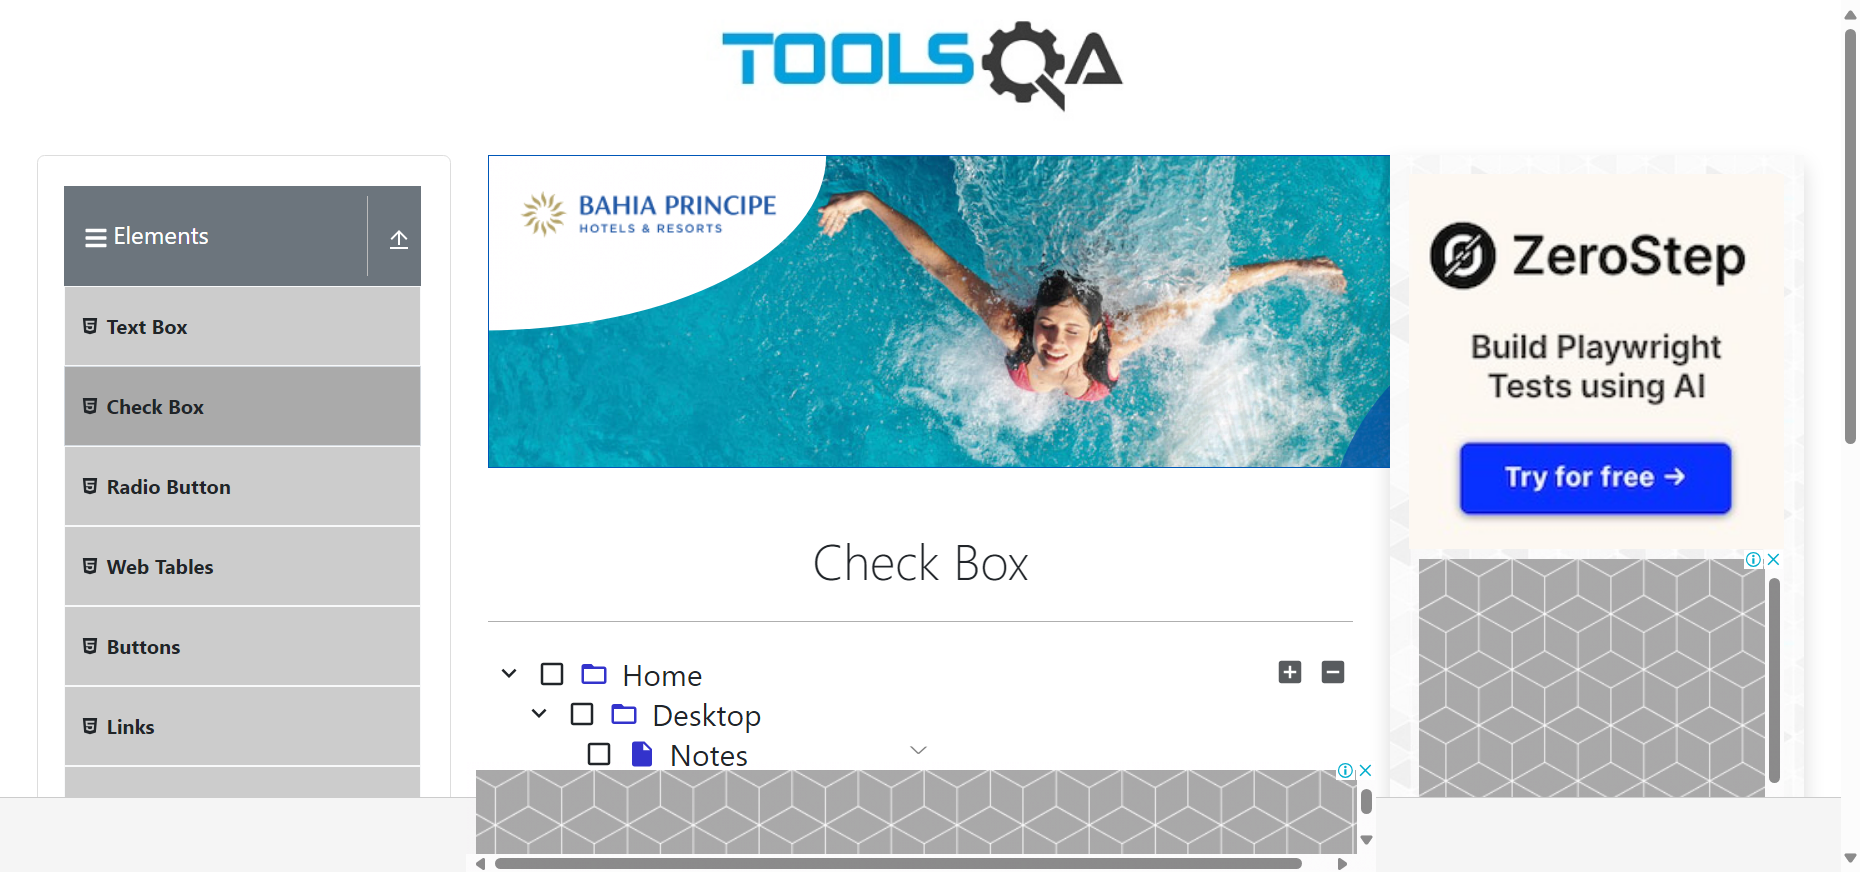 TOOLSQA
Elements
Text Box
Check Box
Radio Button
Web Tables
Buttons
Links
BAHIA PRINCIPE
HOTELS & RESORTS
Check Box
Home
Desktop
Notes
ZeroStep
Build Playwright
Tests using AI
Try for free →